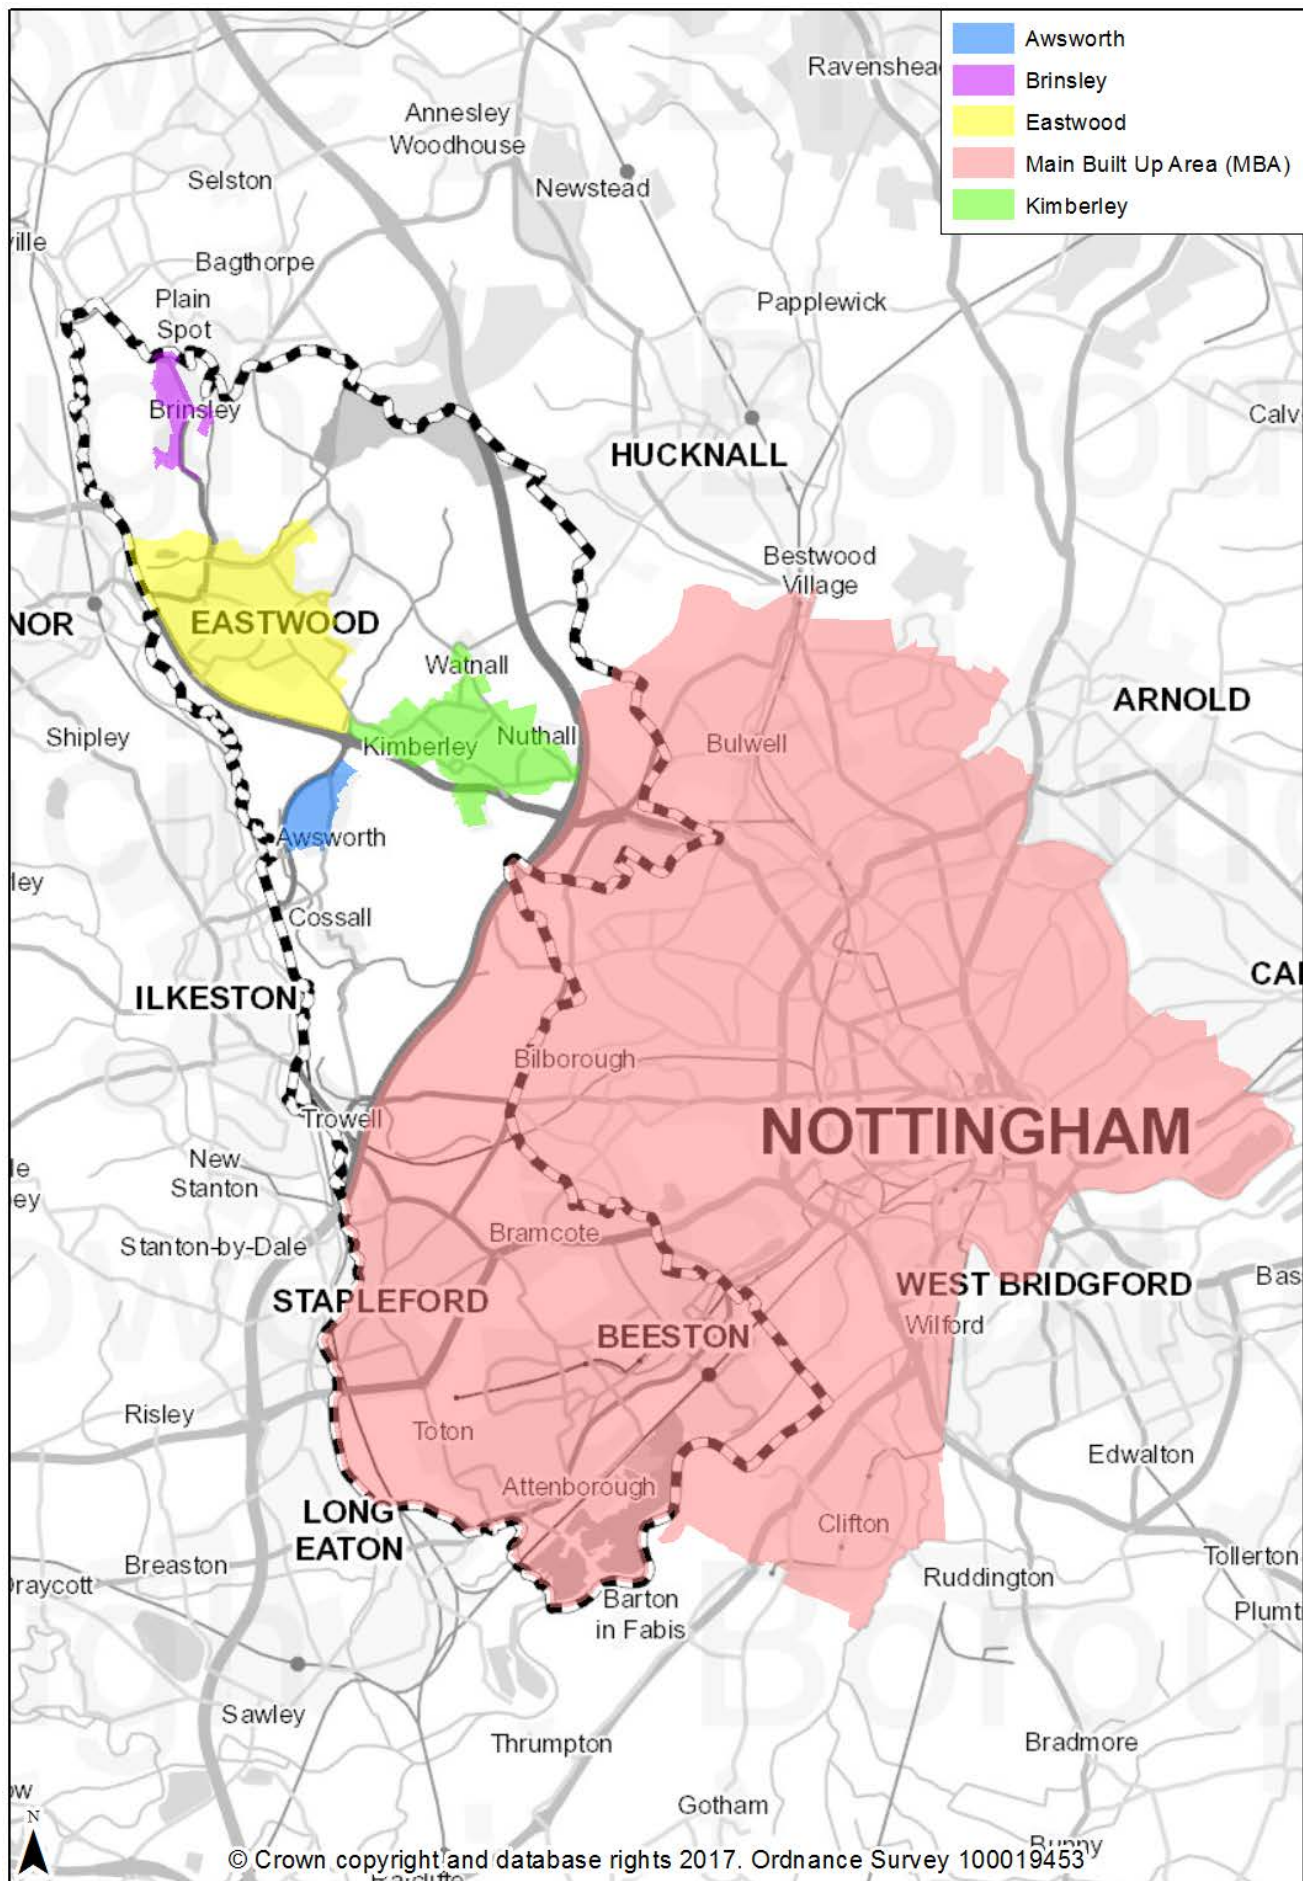 Awsworth
Brinsley
Eastwood
Main Built Up Area (MBA)
Kimberley
Annesley
Woodhouse
Selston
Newstead
Bagthorpe
Plain
Spot
Papplewick
Brinsley
HUCKNALL
Bestwood
Village
EASTWOOD
Watnall
ARNOLD
Shipley
Kimberley
Nuthall
Bulwell
Awsworth
Cossall
ILKESTON
Bilborough
Trowell
NOTTINGHAM
New
Stanton
Bramcote
Stanton-by-Dale
STAPLEFORD
WEST BRIDGFORD
Wilford
BEESTON
Risley
Toton
Edwalton
Attenborough
LONG
EATON
Clifton
Breaston
Tollerton
Ruddington
Barton
in Fabis
Sawley
Thrumpton
Bradmore
Gotham
Bunny
N
© Crown copyright and database rights 2017. Ordnance Survey 100019453